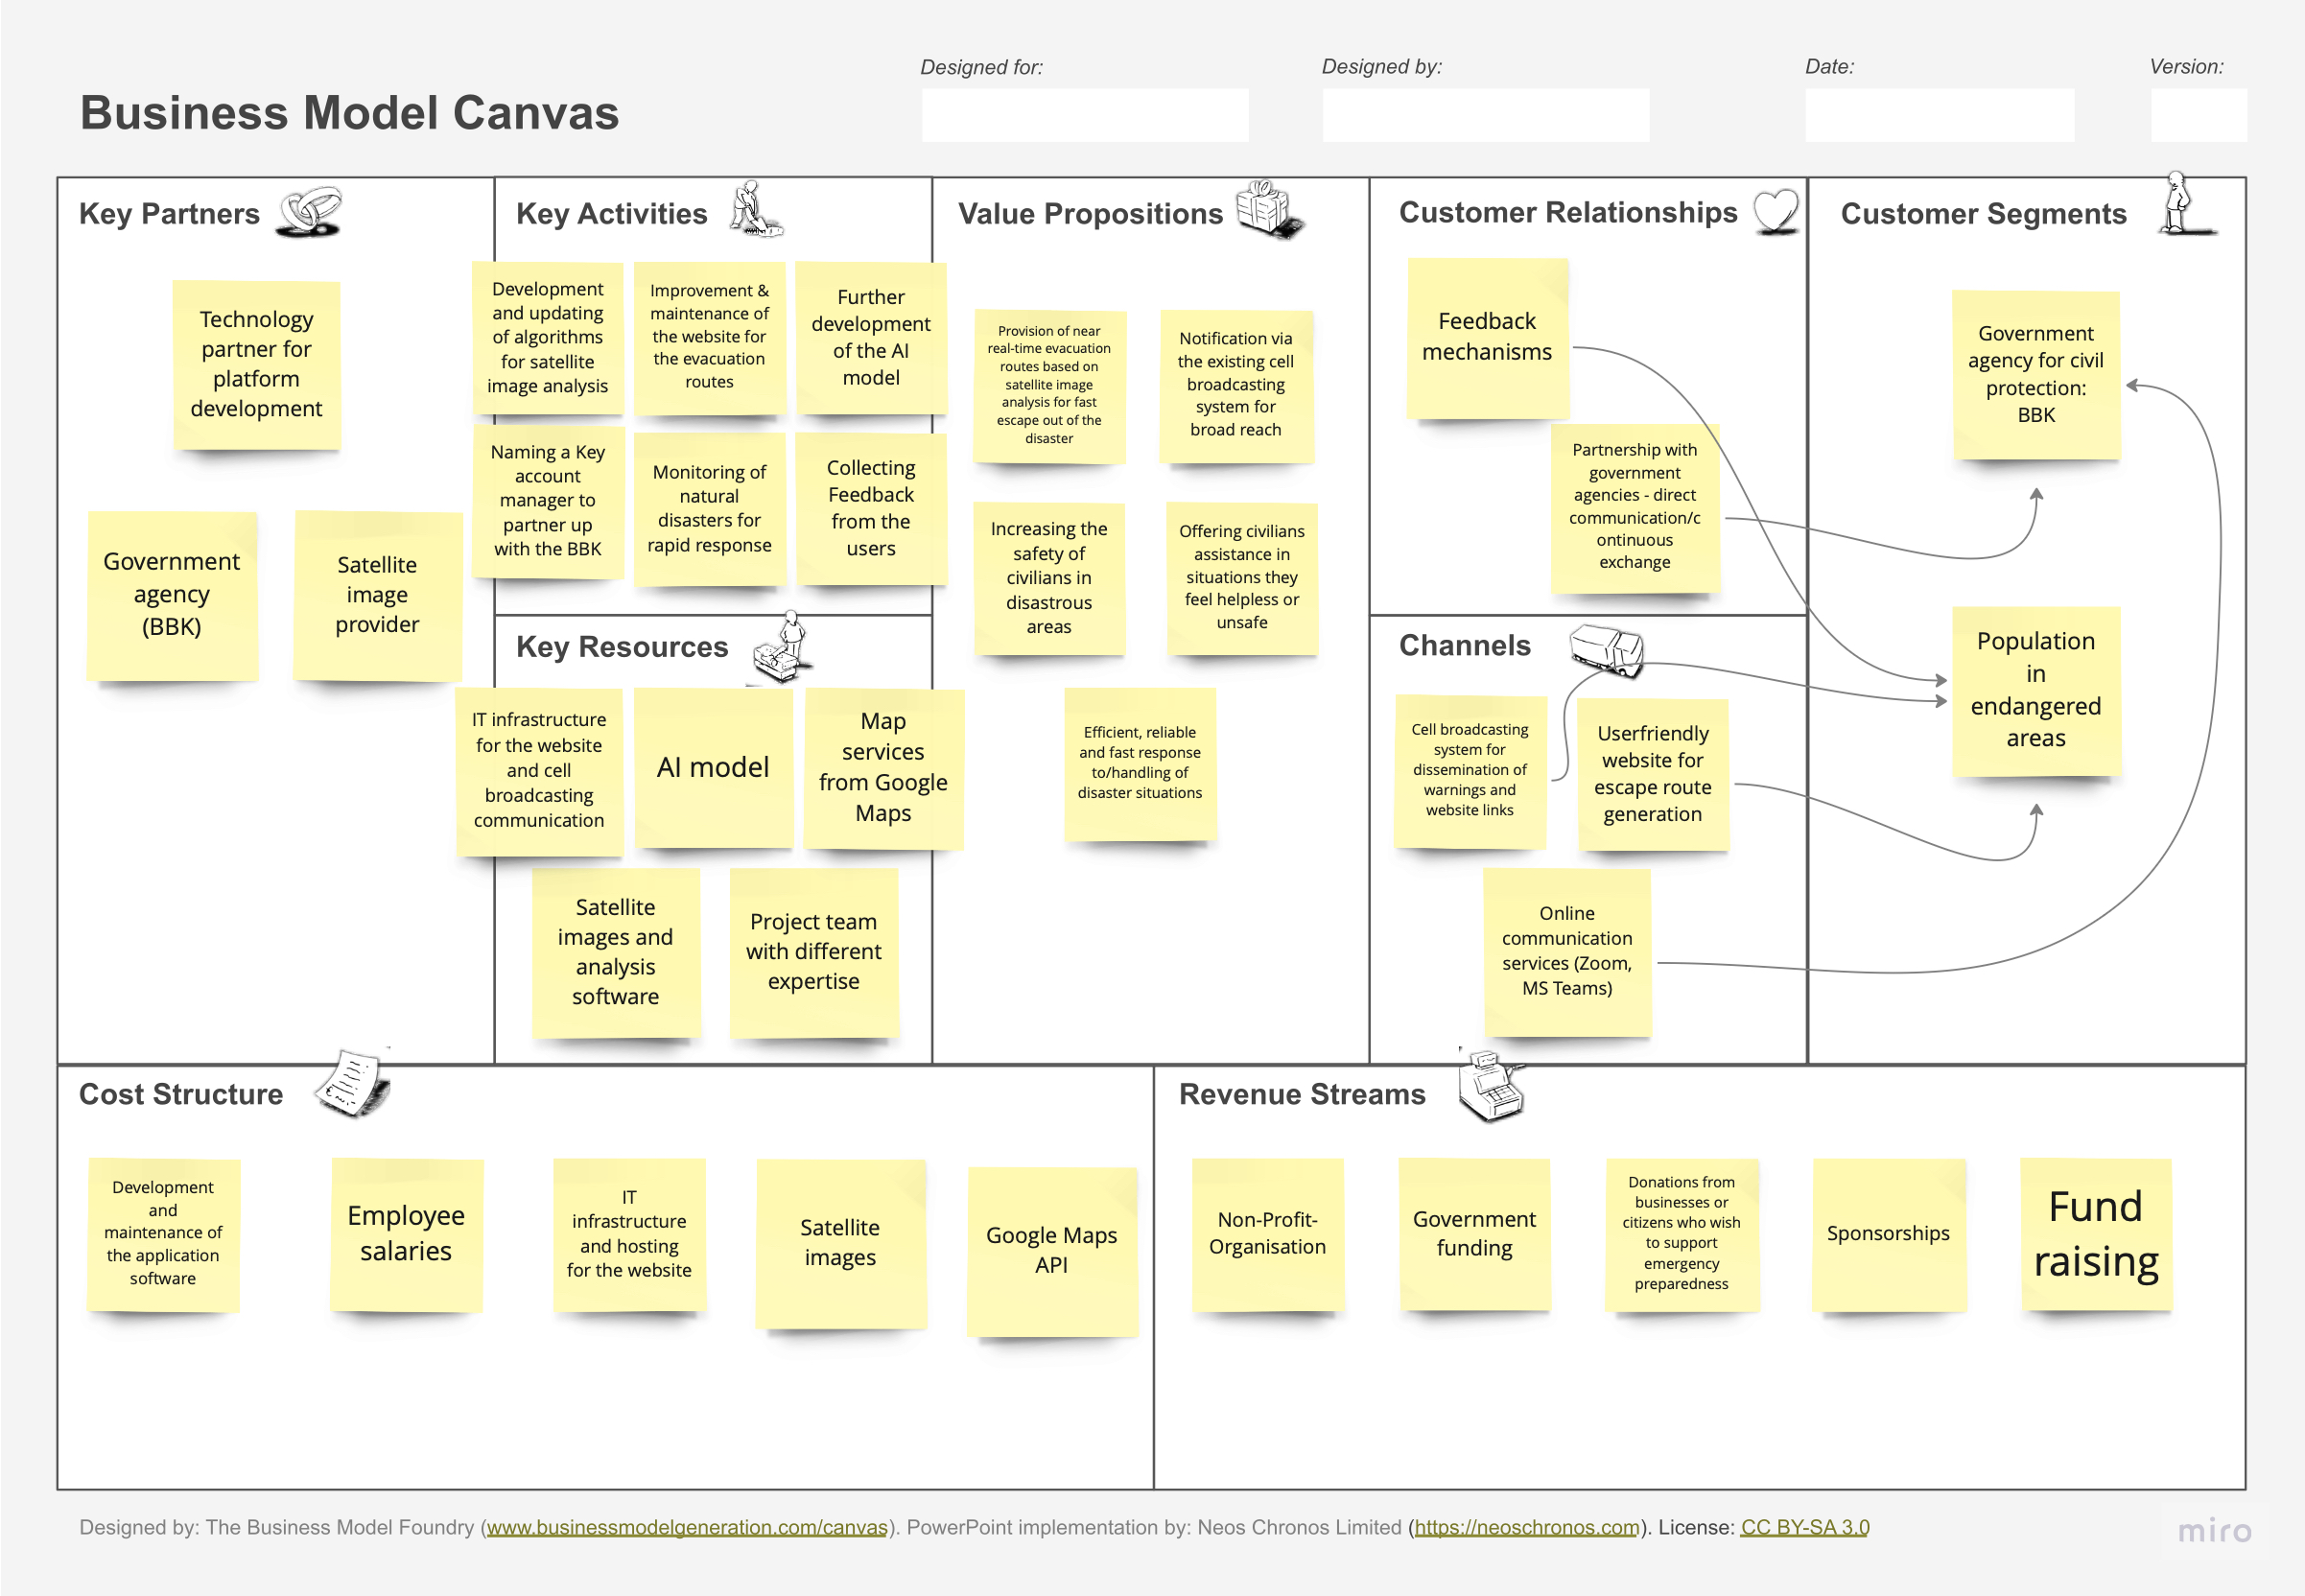 Designed for:
Designed by:
Date:
Version:
Business Model Canvas
Key Partners
Technology
partner for
platform
development
Government
agency
(BBK)
Satellite
image
provider
Key Activities
Development
and updating
of algorithms
for satellite
image analysis
Improvement &
maintenance of
the website for
the evacuation
routes
Further
development
of the AI
model
Naming a Key
account
manager to
partner up
with the BBK
Monitoring of
natural
disasters for
rapid response
Collecting
Feedback
from the
users
Key Resources
IT infrastructure
for the website
and cell
broadcasting
communication
AI model
Map
services
from Google
Maps
Satellite
images and
analysis
software
Project team
with different
expertise
Value Propositions
Provision of near
real-time evacuation
routes based on
satellite image
analysis for fast
escape out of the
disaster
Notification via
the existing cell
broadcasting
system for
broad reach
Increasing the
safety of
civilians in
disastrous
areas
Offering civilians
assistance in
situations they
feel helpless or
unsafe
Efficient, reliable
and fast response
to/handling of
disaster situations
Customer Relationships
Feedback
mechanisms
Partnership with
government
agencies - direct
communication/c
ontinuous
exchange
Channels
Cell broadcasting
system for
dissemination of
warnings and
website links
Userfriendly
website for
escape route
generation
Online
communication
services (Zoom,
MS Teams)
Customer Segments
Government
agency for civil
protection:
BBK
Population
in
endangered
areas
Cost Structure
Development
and
maintenance of
the application
software
Employee
salaries
IT
infrastructure
and hosting
for the website
Satellite
images
Google Maps
API
Revenue Streams
Non-Profit-
Organisation
Government
funding
Donations from
businesses or
citizens who wish
to support
emergency
preparedness
Sponsorships
Fund
raising
Designed by: The Business Model Foundry (www.businessmodelgeneration.com/canvas). PowerPoint implementation by: Neos Chronos Limited (https://neoschronos.com). License: CC BY-SA 3.0
miro